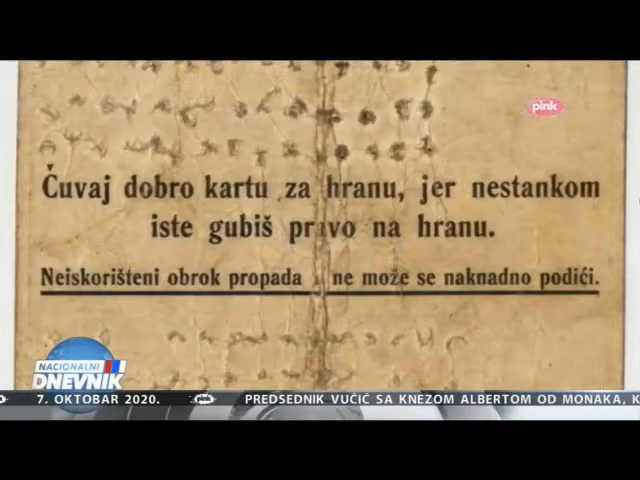 pink
Čuvaj dobro kartu za hranu, jer nestankom
iste gubiš pravo na hranu.
Neiskorišteni obrok propada i ne može se naknadno podići.
NACIONALNI
DNEVNIK
7. OKTOBAR 2020. PREDSEDNIK VUČIĆ SA KNEZOM ALBERTOM OD MONAKA, K